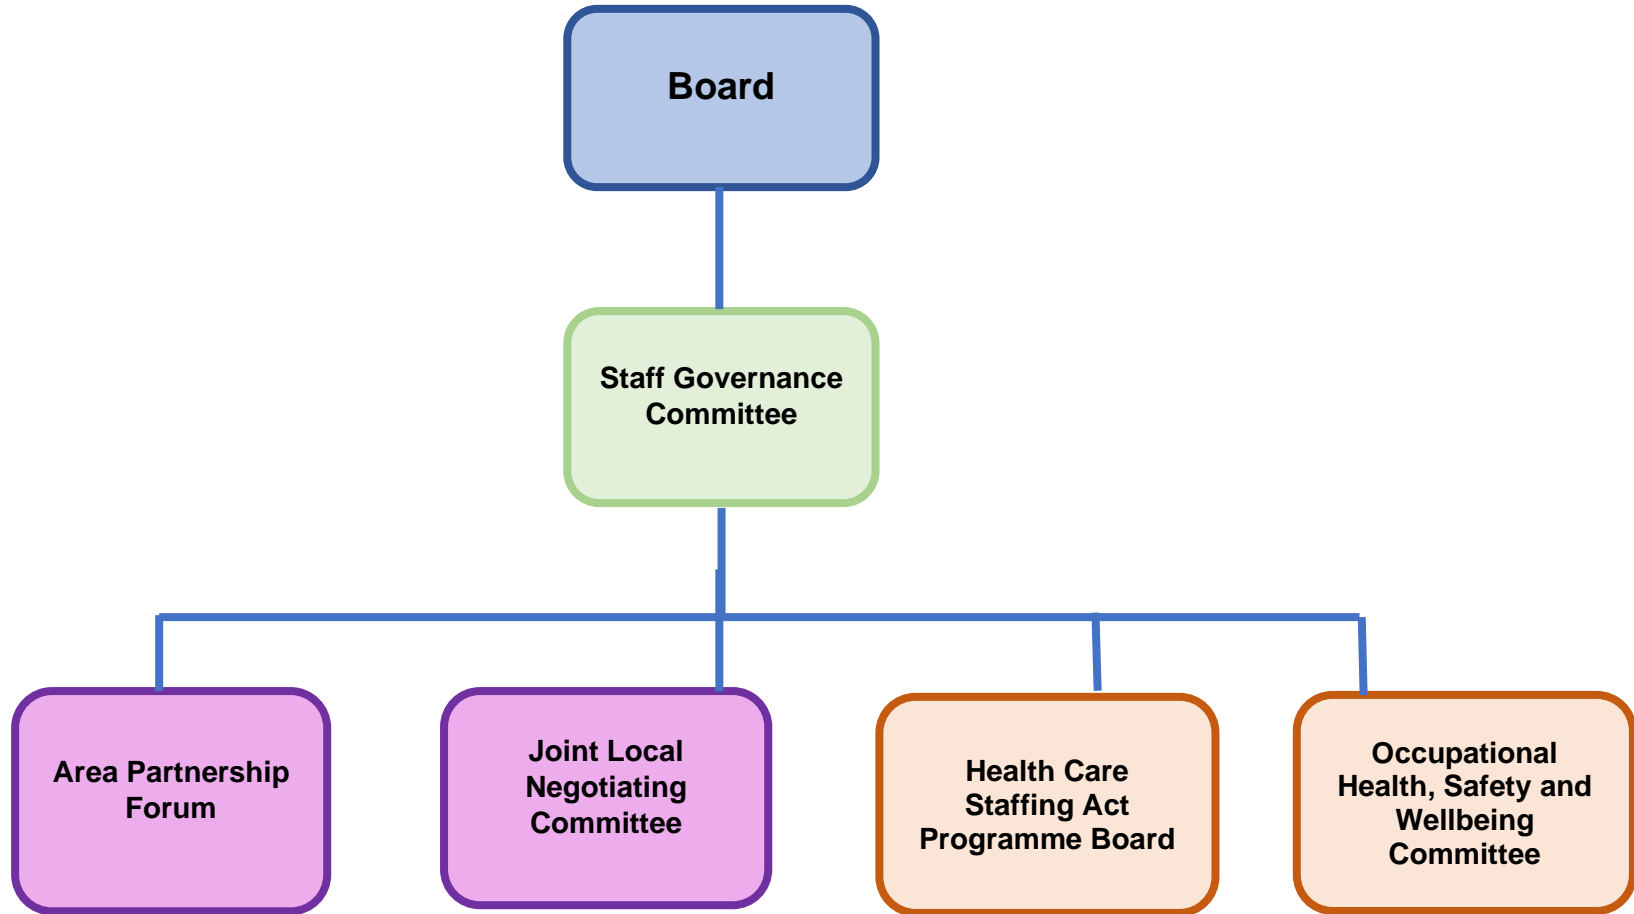 Board
Staff Governance
Committee
Area Partnership
Forum
Joint Local
Negotiating
Committee
Health Care
Staffing Act
Programme Board
Occupational
Health, Safety and
Wellbeing
Committee